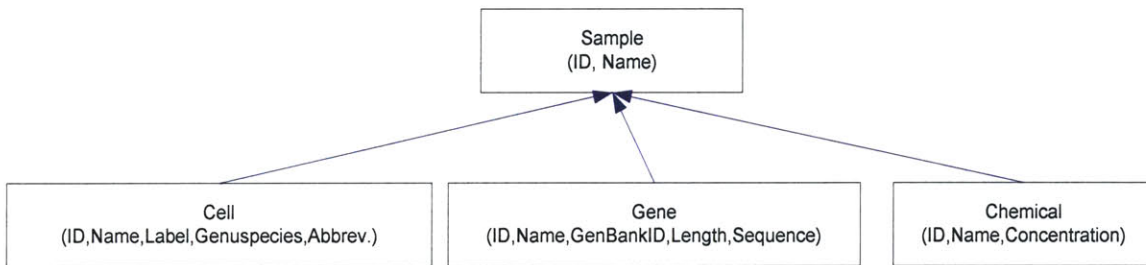 Sample
(ID, Name)
Cell
(ID,Name,Label,Genuspecies,Abbrev.)
Gene
(ID,Name,GenBankID,Length,Sequence)
Chemical
(ID,Name,Concentration)